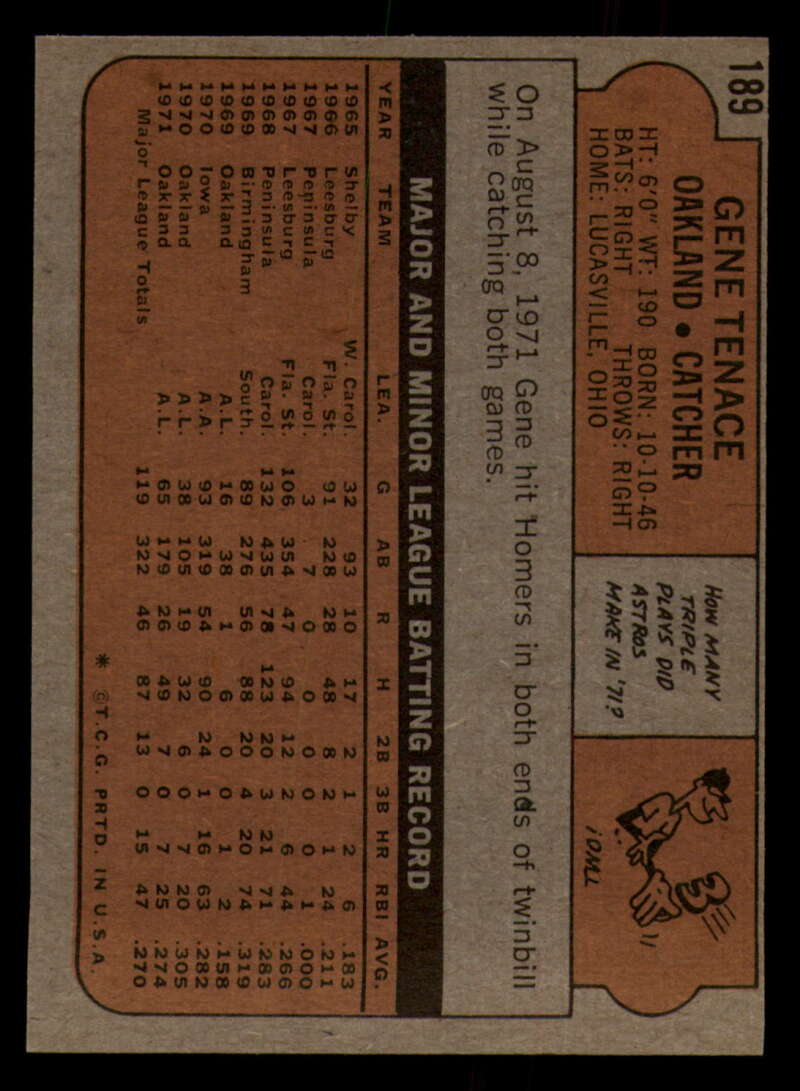 189
GENE TENACE
OAKLAND • CATCHER
HT: 6'0" WT: 190 BORN: 10-10-46
BATS: RIGHT THROWS: RIGHT
HOME: LUCASVILLE, OHIO
HOW MANY
TRIPLE
PLAYS DID
ASTROS
MAKE IN '71?
TWO!
On August 8, 1971 Gene hit Homers in both ends of twinbill
while catching both games.
MAJOR AND MINOR LEAGUE BATTING RECORD
YEAR TEAM LEA. G AB R H 2B 3B HR RBI AVG.
1965 Shelby W. Carol. 32 93 10 17 2 1 2 6 .183
1966 Leesburg Fla. St. 91 228 28 48 8 2 1 24 .211
1967 Peninsula Carol. 3 7 0 0 0 0 0 1 .000
1967 Leesburg Fla. St. 106 354 47 94 12 2 6 44 .266
1968 Peninsula Carol. 132 435 78 123 20 3 21 71 .283
1969 Birmingham South. 89 276 56 88 20 4 20 74 .319
1969 Oakland A.L. 16 38 1 6 0 0 1 2 .158
1970 Iowa A.A. 93 319 54 90 24 1 16 63 .282
1970 Oakland A.L. 38 105 19 32 6 0 7 20 .305
1971 Oakland A.L. 65 179 26 49 7 0 7 25 .274
Major League Totals 119 322 46 87 13 0 15 47 .270
* ©T.C.G. PRTD. IN U.S.A.